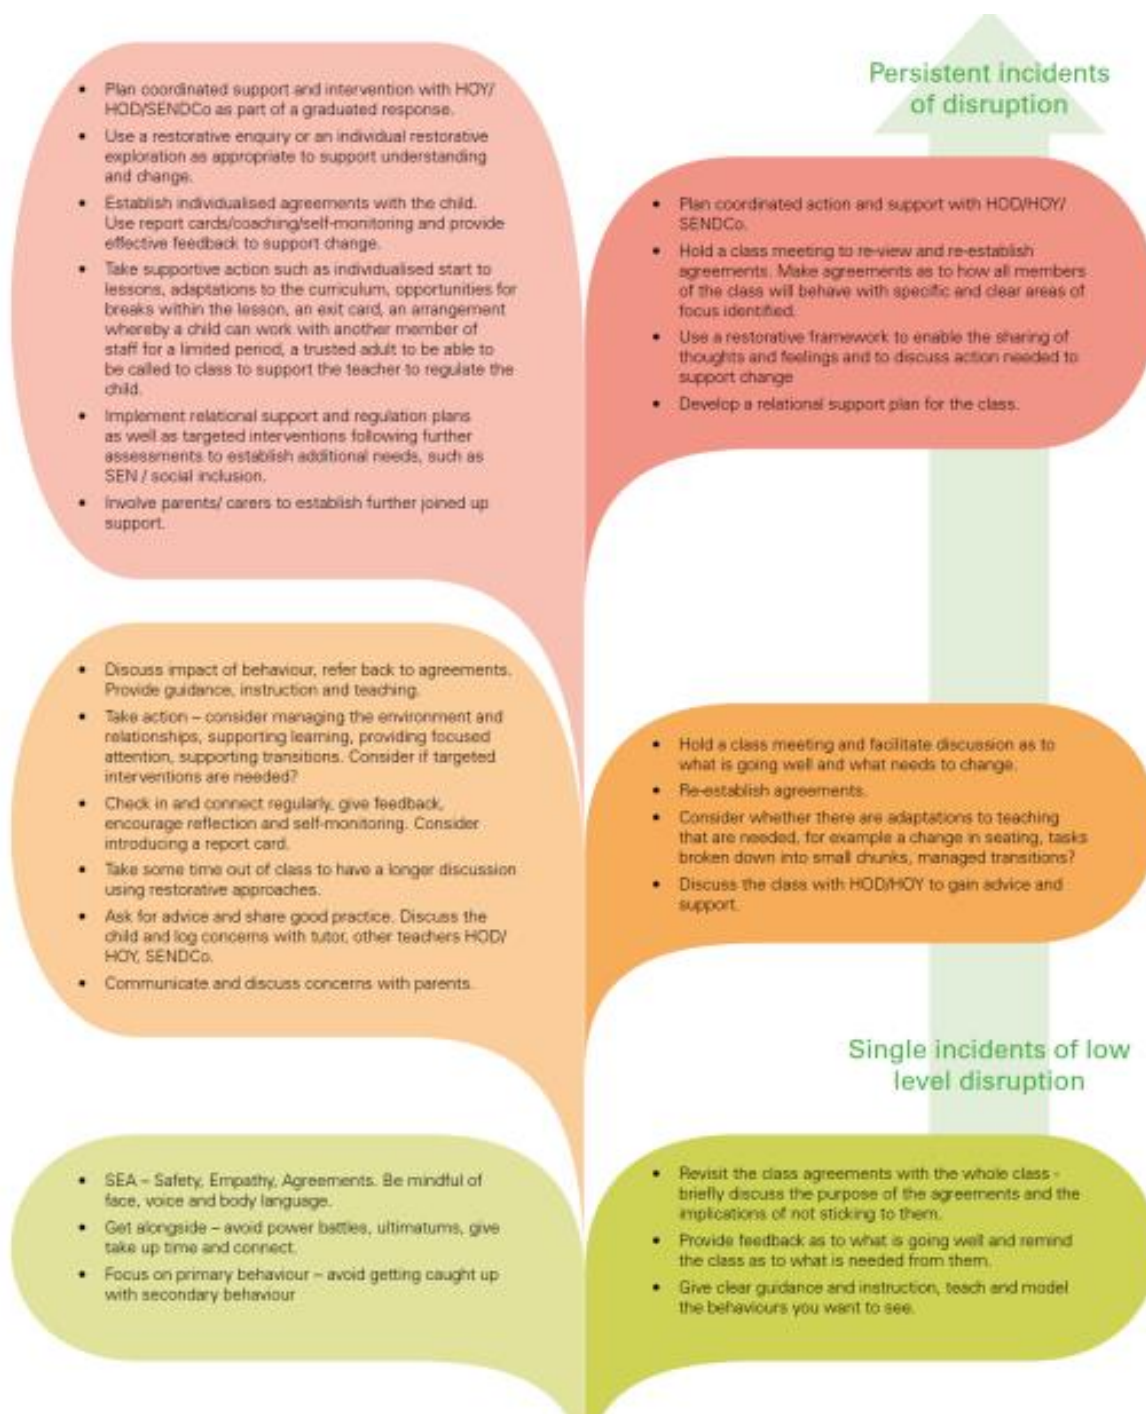 • Plan coordinated support and intervention with HOY/
HOD/SENDCo as part of a graduated response.
• Use a restorative enquiry or an individual restorative
exploration as appropriate to support understanding
and change.
• Establish individualised agreements with the child.
Use report cards/coaching/self-monitoring and provide
effective feedback to support change.
• Take supportive action such as individualised start to
lessons, adaptations to the curriculum, opportunities for
breaks within the lesson, an exit card, an arrangement
whereby a child can work with another member of
staff for a limited period, a trusted adult to be able to
be called to class to support the teacher to regulate the
child.
• Implement relational support and regulation plans
as well as targeted interventions following further
assessments to establish additional needs, such as
SEN / social inclusion.
• Involve parents/ carers to establish further joined up
support.
Persistent incidents
of disruption
• Plan coordinated action and support with HOD/HOY/
SENDCo.
• Hold a class meeting to re-view and re-establish
agreements. Make agreements as to how all members
of the class will behave with specific and clear areas of
focus identified.
• Use a restorative framework to enable the sharing of
thoughts and feelings and to discuss action needed to
support change
• Develop a relational support plan for the class.
• Discuss impact of behaviour, refer back to agreements.
Provide guidance, instruction and teaching.
• Take action – consider managing the environment and
relationships, supporting learning, providing focused
attention, supporting transitions. Consider if targeted
interventions are needed?
• Check in and connect regularly, give feedback,
encourage reflection and self-monitoring. Consider
introducing a report card.
• Take some time out of class to have a longer discussion
using restorative approaches.
• Ask for advice and share good practice. Discuss the
child and log concerns with tutor, other teachers HOD/
HOY, SENDCo.
• Communicate and discuss concerns with parents.
• Hold a class meeting and facilitate discussion as to
what is going well and what needs to change.
• Re-establish agreements.
• Consider whether there are adaptations to teaching
that are needed, for example a change in seating, tasks
broken down into small chunks, managed transitions?
• Discuss the class with HOD/HOY to gain advice and
support.
Single incidents of low
level disruption
• SEA – Safety, Empathy, Agreements. Be mindful of
face, voice and body language.
• Get alongside – avoid power battles, ultimatums, give
take up time and connect.
• Focus on primary behaviour – avoid getting caught up
with secondary behaviour
• Revisit the class agreements with the whole class -
briefly discuss the purpose of the agreements and the
implications of not sticking to them.
• Provide feedback as to what is going well and remind
the class as to what is needed from them.
• Give clear guidance and instruction, teach and model
the behaviours you want to see.